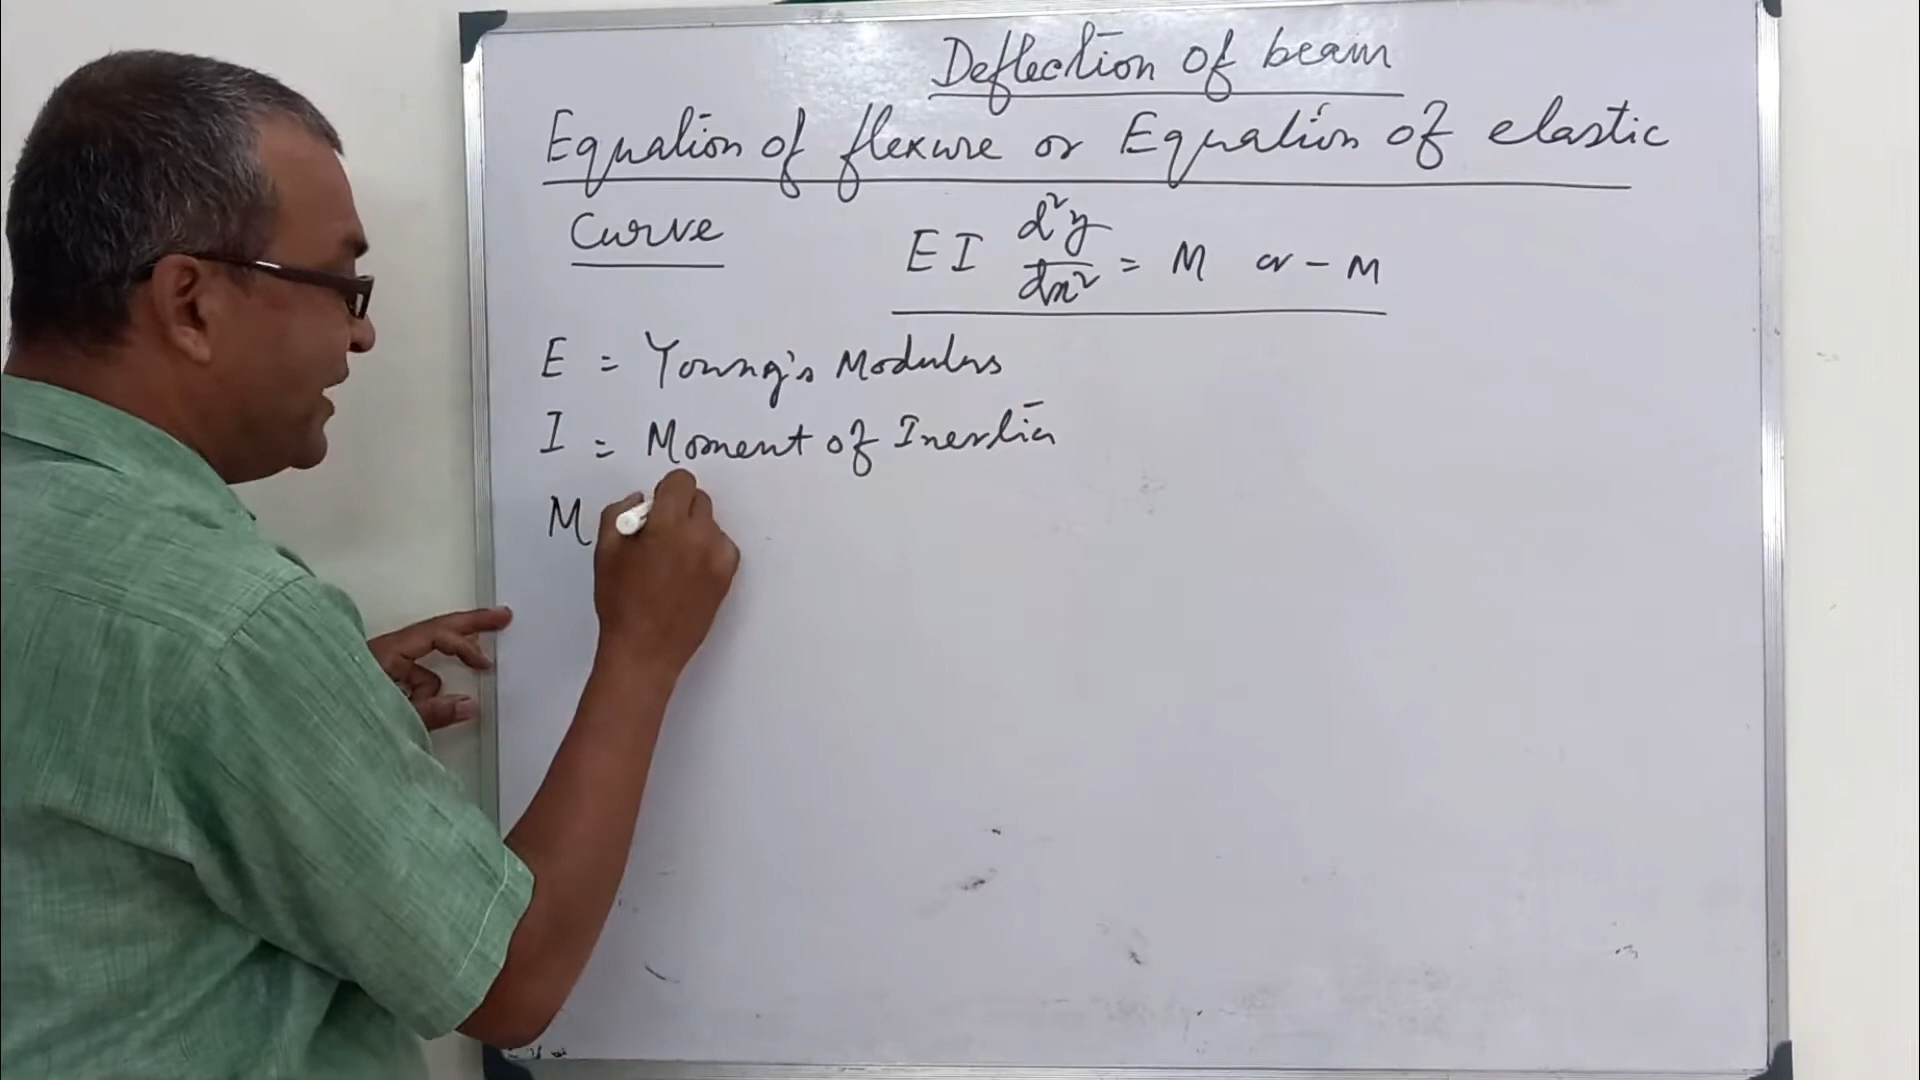 Deflection of beam
Equation of flexure or Equation of elastic
Curve
EI d²y/dx² = M or - M
E = Young's Modulus
I = Moment of Inertia
M